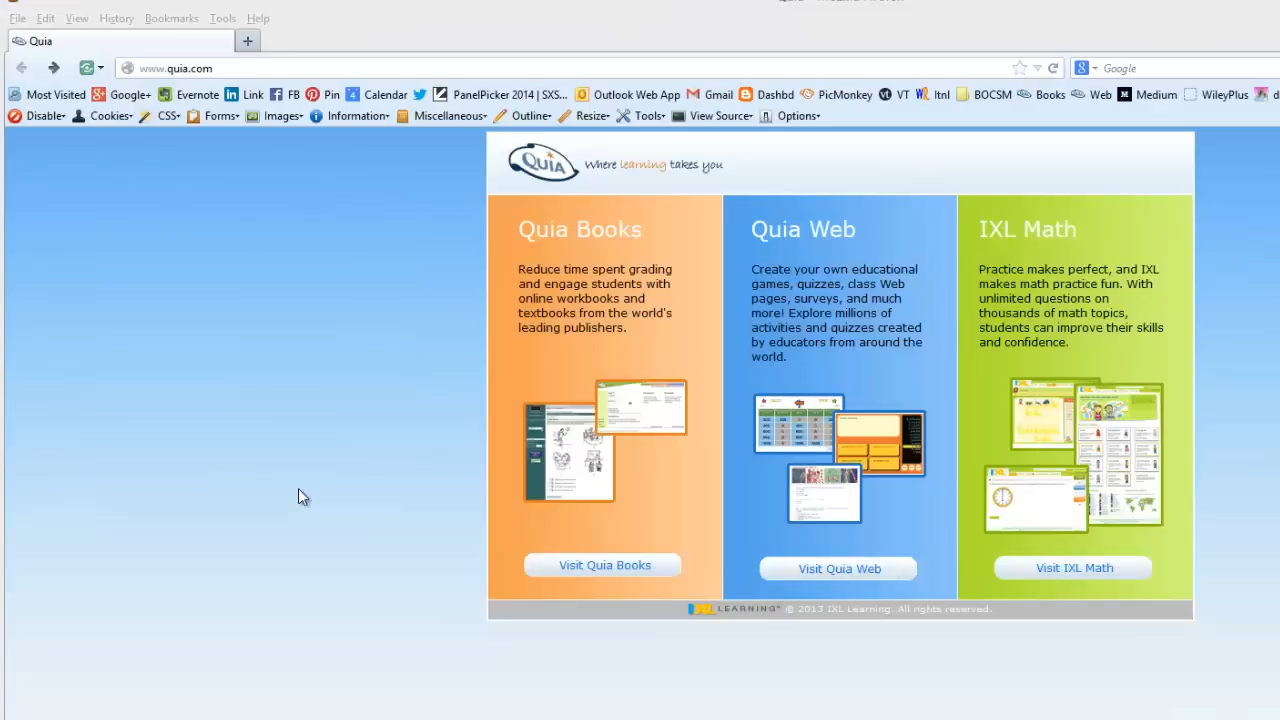 File Edit View History Bookmarks Tools Help
Quia
www.quia.com Google
Most Visited Google+ Evernote Link FB Pin Calendar PanelPicker 2014 | SXS... Outlook Web App Gmail Dashbd PicMonkey VT Itnl BOCSM Books Web Medium WileyPlus
Disable Cookies CSS Forms Images Information Miscellaneous Outline Resize Tools View Source Options
QUIA Where learning takes you
Quia Books
Reduce time spent grading
and engage students with
online workbooks and
textbooks from the world's
leading publishers.
Visit Quia Books
Quia Web
Create your own educational
games, quizzes, class Web
pages, surveys, and much
more! Explore millions of
activities and quizzes created
by educators from around the
world.
Visit Quia Web
IXL Math
Practice makes perfect, and IXL
makes math practice fun. With
unlimited questions on
thousands of math topics,
students can improve their skills
and confidence.
Visit IXL Math
IXL LEARNING © 2013 IXL Learning. All rights reserved.